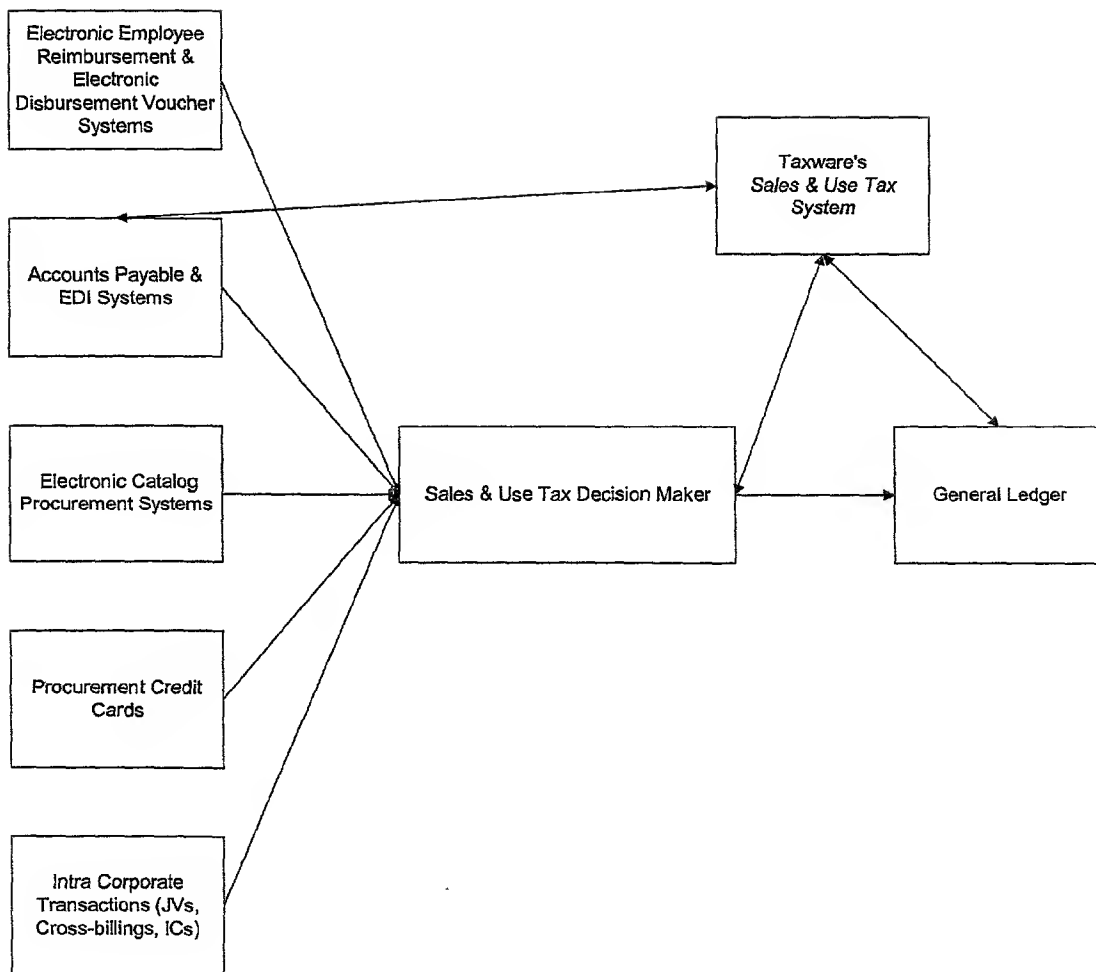 Electronic Employee
Reimbursement &
Electronic
Disbursement Voucher
Systems
Taxware's
Sales & Use Tax
System
Accounts Payable &
EDI Systems
Electronic Catalog
Procurement Systems
Sales & Use Tax Decision Maker
General Ledger
Procurement Credit
Cards
Intra Corporate
Transactions (JVs,
Cross-billings, ICs)